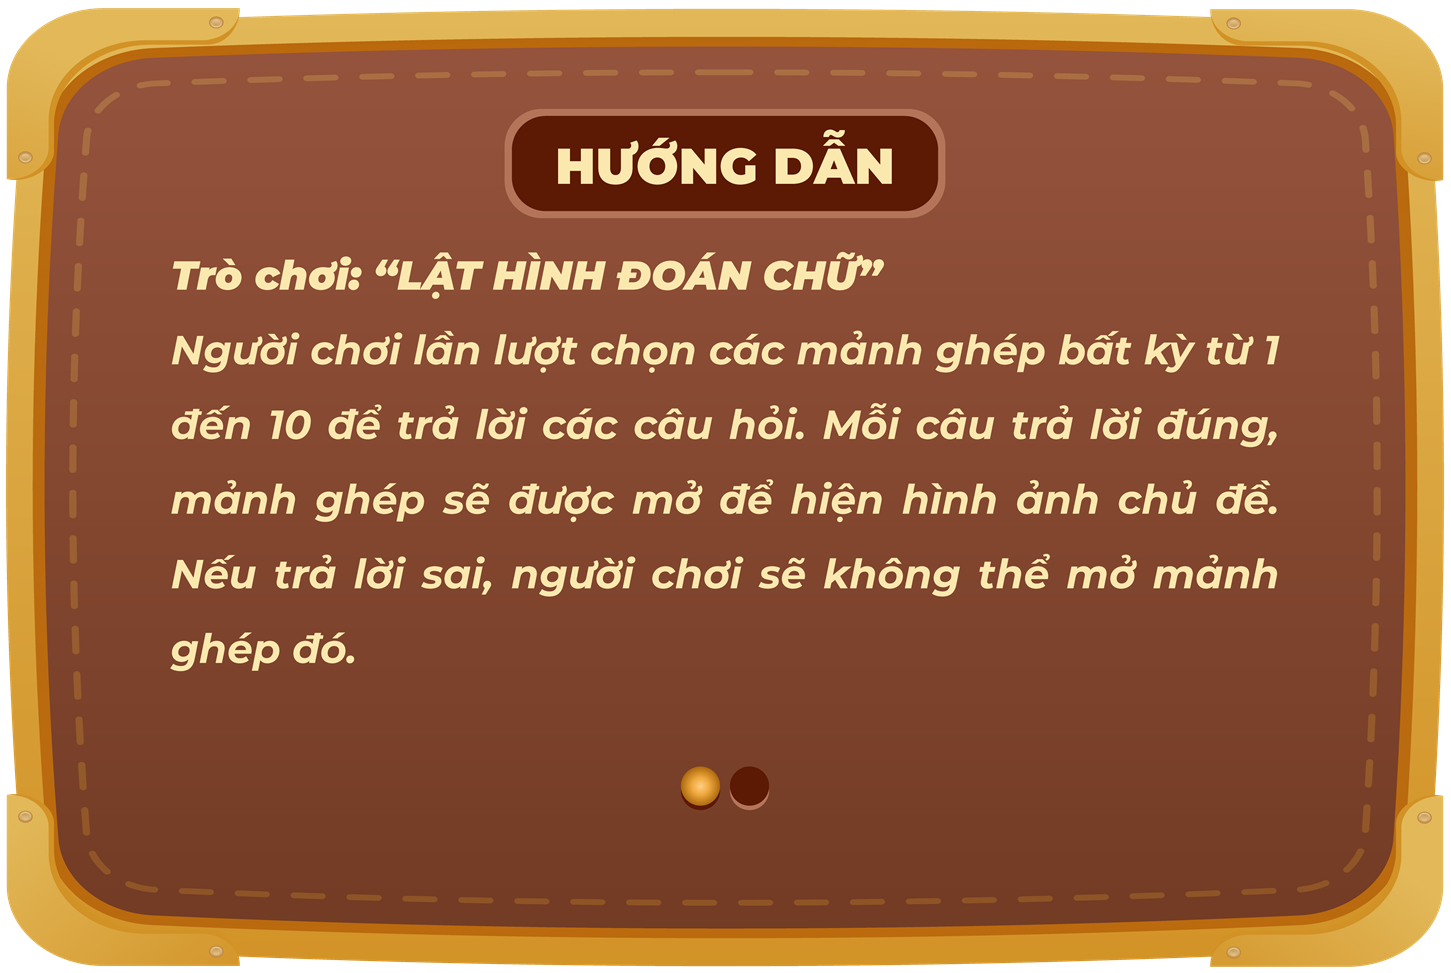 HƯỚNG DẪN
Trò chơi: “LẬT HÌNH ĐOÁN CHỮ”
Người chơi lần lượt chọn các mảnh ghép bất kỳ từ 1
đến 10 để trả lời các câu hỏi. Mỗi câu trả lời đúng,
mảnh ghép sẽ được mở để hiện hình ảnh chủ đề.
Nếu trả lời sai, người chơi sẽ không thể mở mảnh
ghép đó.